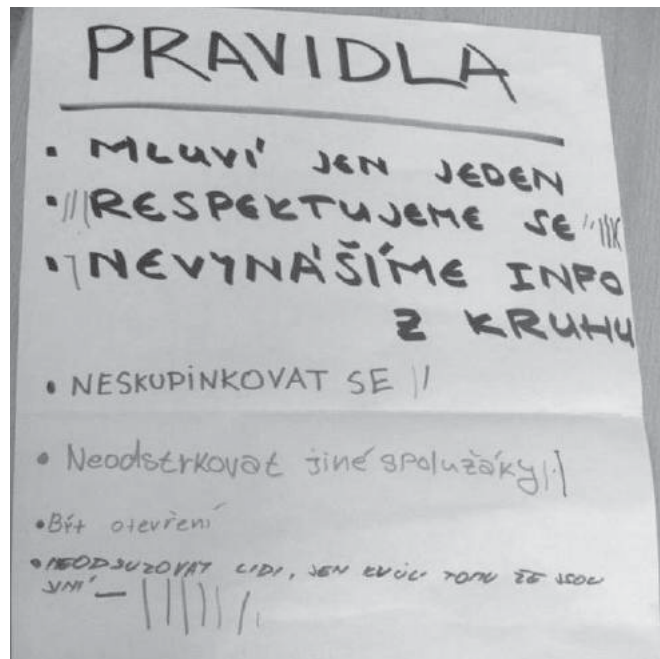 PRAVIDLA
• MLUVÍ JEN JEDEN
• RESPEKTUJEME SE
• NEVYNÁŠÍME INFO
Z KRUHU
• NESKUPINKOVAT SE
• Neodstrkovat jiné spolužáky
• Být otevření
• NEODSUZOVAT LIDI, JEN KVŮLI TOMU ŽE JSOU
JINÍ —